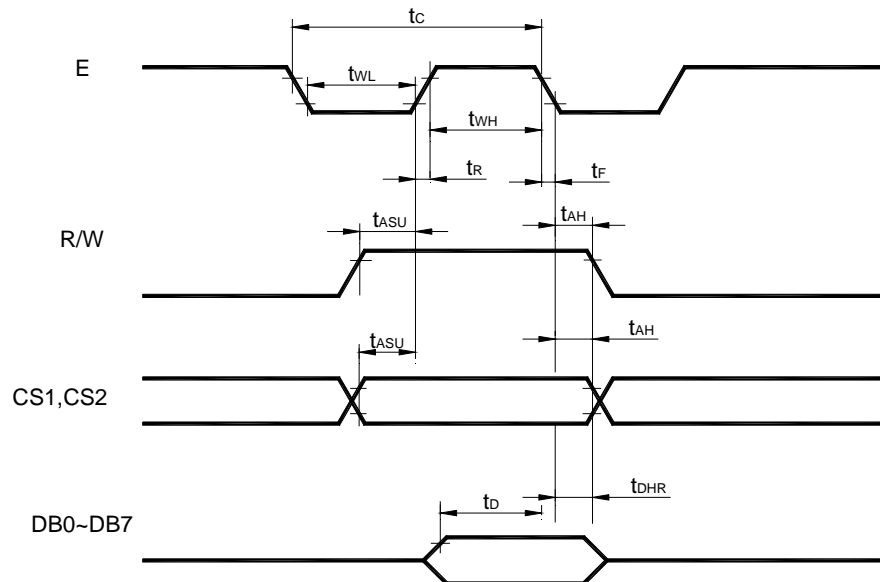 tC
E
tWL
tWH
tR
tF
tASU
tAH
R/W
tASU
tAH
CS1,CS2
tD
tDHR
DB0~DB7